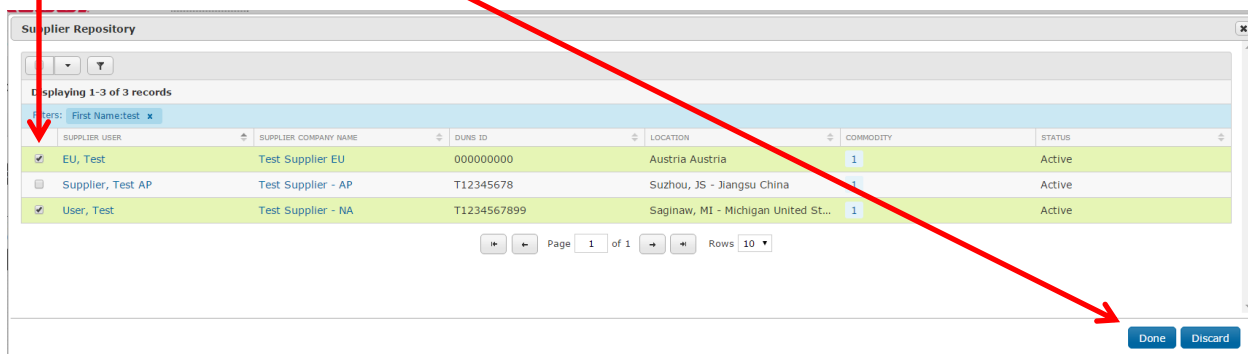 Supplier Repository
Displaying 1-3 of 3 records
Filters: First Name:test x
SUPPLIER USER SUPPLIER COMPANY NAME DUNS ID LOCATION COMMODITY STATUS
EU, Test Test Supplier EU 000000000 Austria Austria 1 Active
Supplier, Test AP Test Supplier - AP T12345678 Suzhou, JS - Jiangsu China 1 Active
User, Test Test Supplier - NA T1234567899 Saginaw, MI - Michigan United St... 1 Active
Page 1 of 1 Rows 10
Done Discard